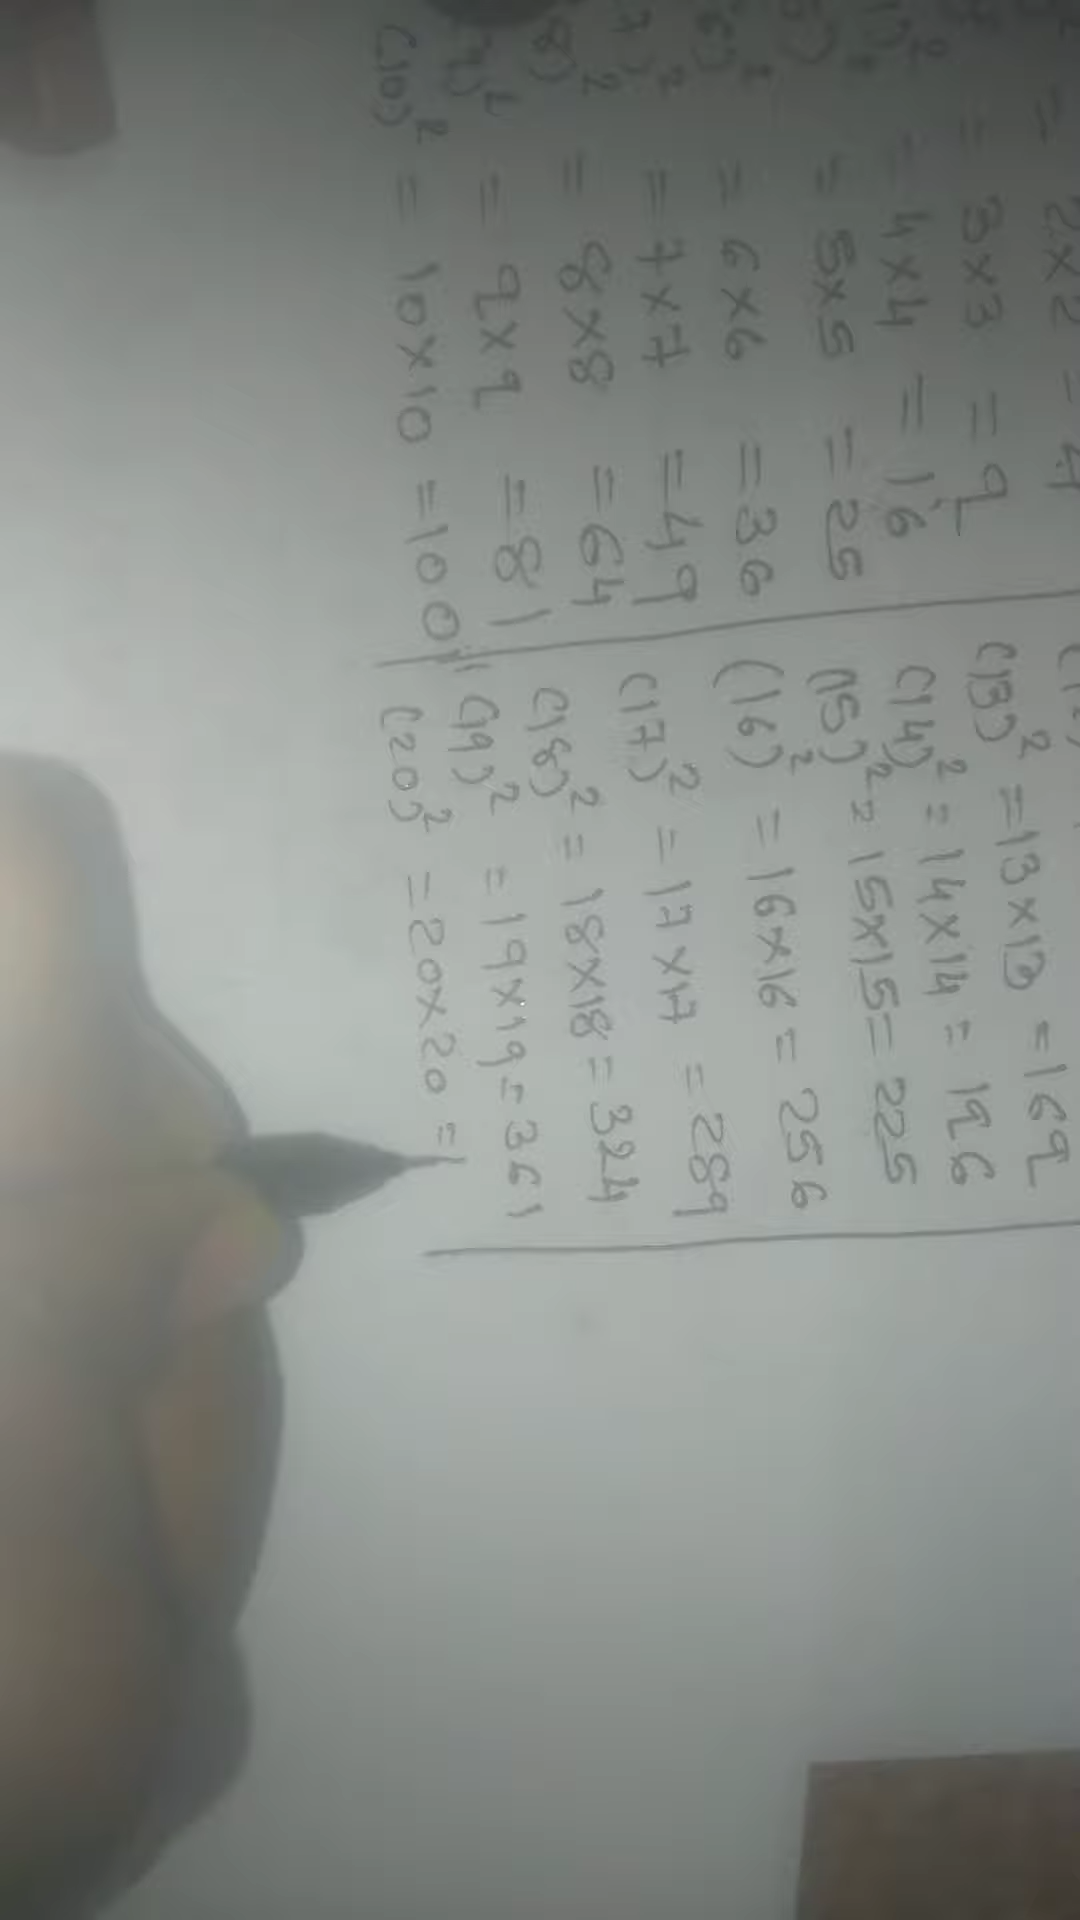 = 2×2 = 4
= 3×3 = 9
)² = 4×4 = 16
= 5×5 = 25
6)² = 6×6 = 36
7)² = 7×7 = 49
8)² = 8×8 = 64
(9)² = 9×9 = 81
(10)² = 10×10 = 100
(13)² = 13×13 = 169
(14)² = 14×14 = 196
(15)² = 15×15 = 225
(16)² = 16×16 = 256
(17)² = 17×17 = 289
(18)² = 18×18 = 324
(19)² = 19×19 = 361
(20)² = 20×20 =